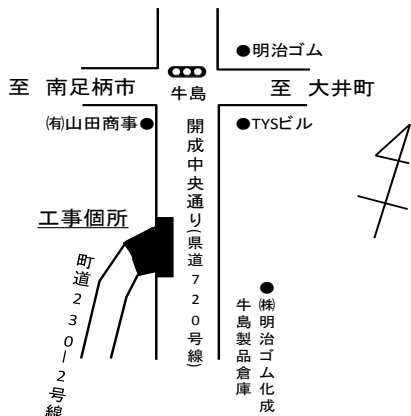 明治ゴム
至 南足柄市
牛島
至 大井町
㈲山田商事
TYSビル
開成中央通り(県道720号線)
工事個所
町道230-2号線
㈱明治ゴム化成
牛島製品倉庫